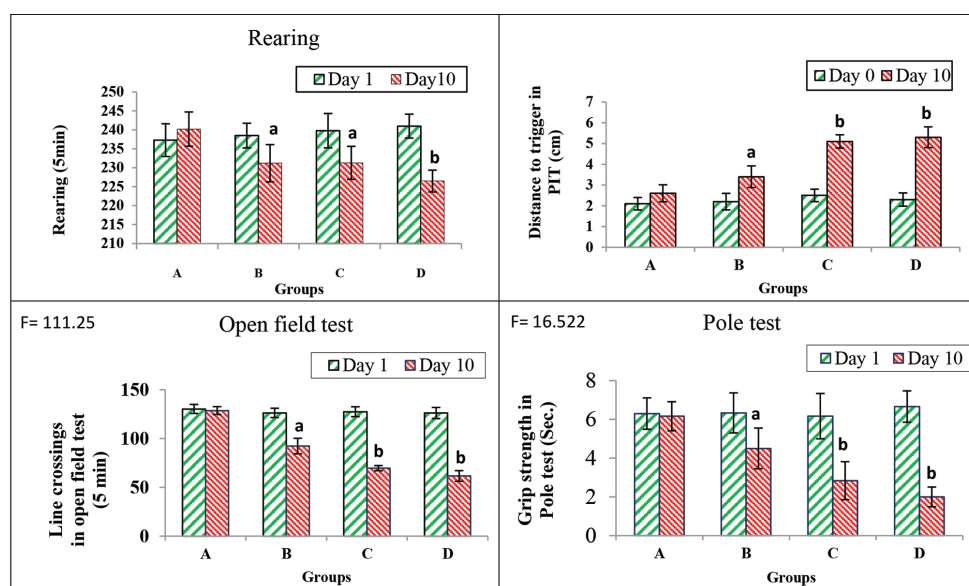 Rearing
Day 1 Day10
Rearing (5min)
250
245
240
235
230
225
220
215
210
a
a
b
A B C D
Groups
Day 0 Day 10
Distance to trigger in
PIT (cm)
7
6
5
4
3
2
1
0
a
b
b
A B C D
Groups
F= 111.25
Open field test
Day 1 Day 10
Line crossings
in open field test
(5 min)
150
100
50
0
a
b
b
A B C D
Groups
F= 16.522
Pole test
Day 1 Day 10
Grip strength in
Pole test (Sec.)
8
6
4
2
0
a
b
b
A B C D
Groups